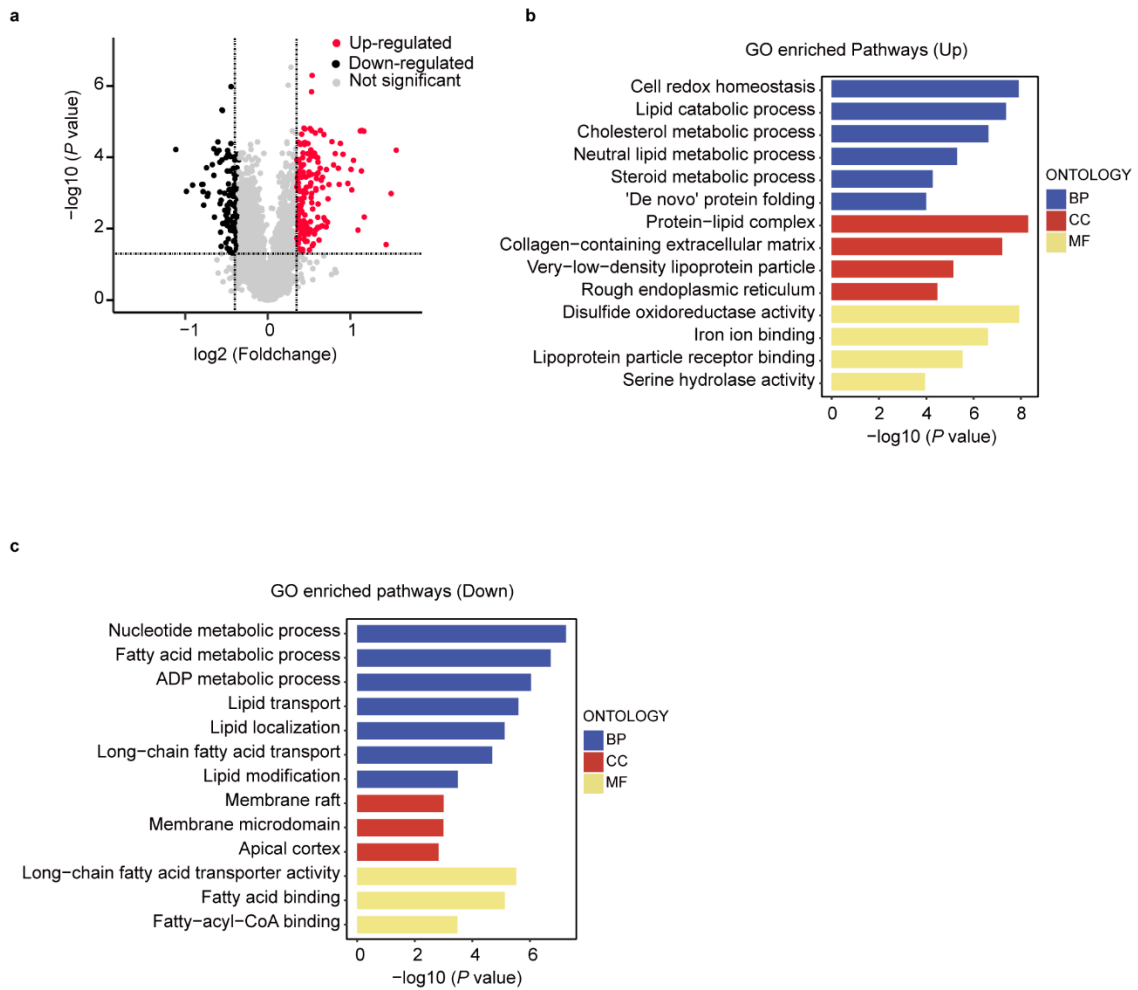 a
−log10 (P value)
6
4
2
0
−1
0
1
log2 (Foldchange)
Up-regulated
Down-regulated
Not significant
b
GO enriched Pathways (Up)
Cell redox homeostasis
Lipid catabolic process
Cholesterol metabolic process
Neutral lipid metabolic process
Steroid metabolic process
'De novo' protein folding
Protein−lipid complex
Collagen-containing extracellular matrix
Very−low−density lipoprotein particle
Rough endoplasmic reticulum
Disulfide oxidoreductase activity
Iron ion binding
Lipoprotein particle receptor binding
Serine hydrolase activity
0
2
4
6
8
−log10 (P value)
ONTOLOGY
BP
CC
MF
c
GO enriched pathways (Down)
Nucleotide metabolic process
Fatty acid metabolic process
ADP metabolic process
Lipid transport
Lipid localization
Long−chain fatty acid transport
Lipid modification
Membrane raft
Membrane microdomain
Apical cortex
Long−chain fatty acid transporter activity
Fatty acid binding
Fatty−acyl−CoA binding
0
2
4
6
−log10 (P value)
ONTOLOGY
BP
CC
MF